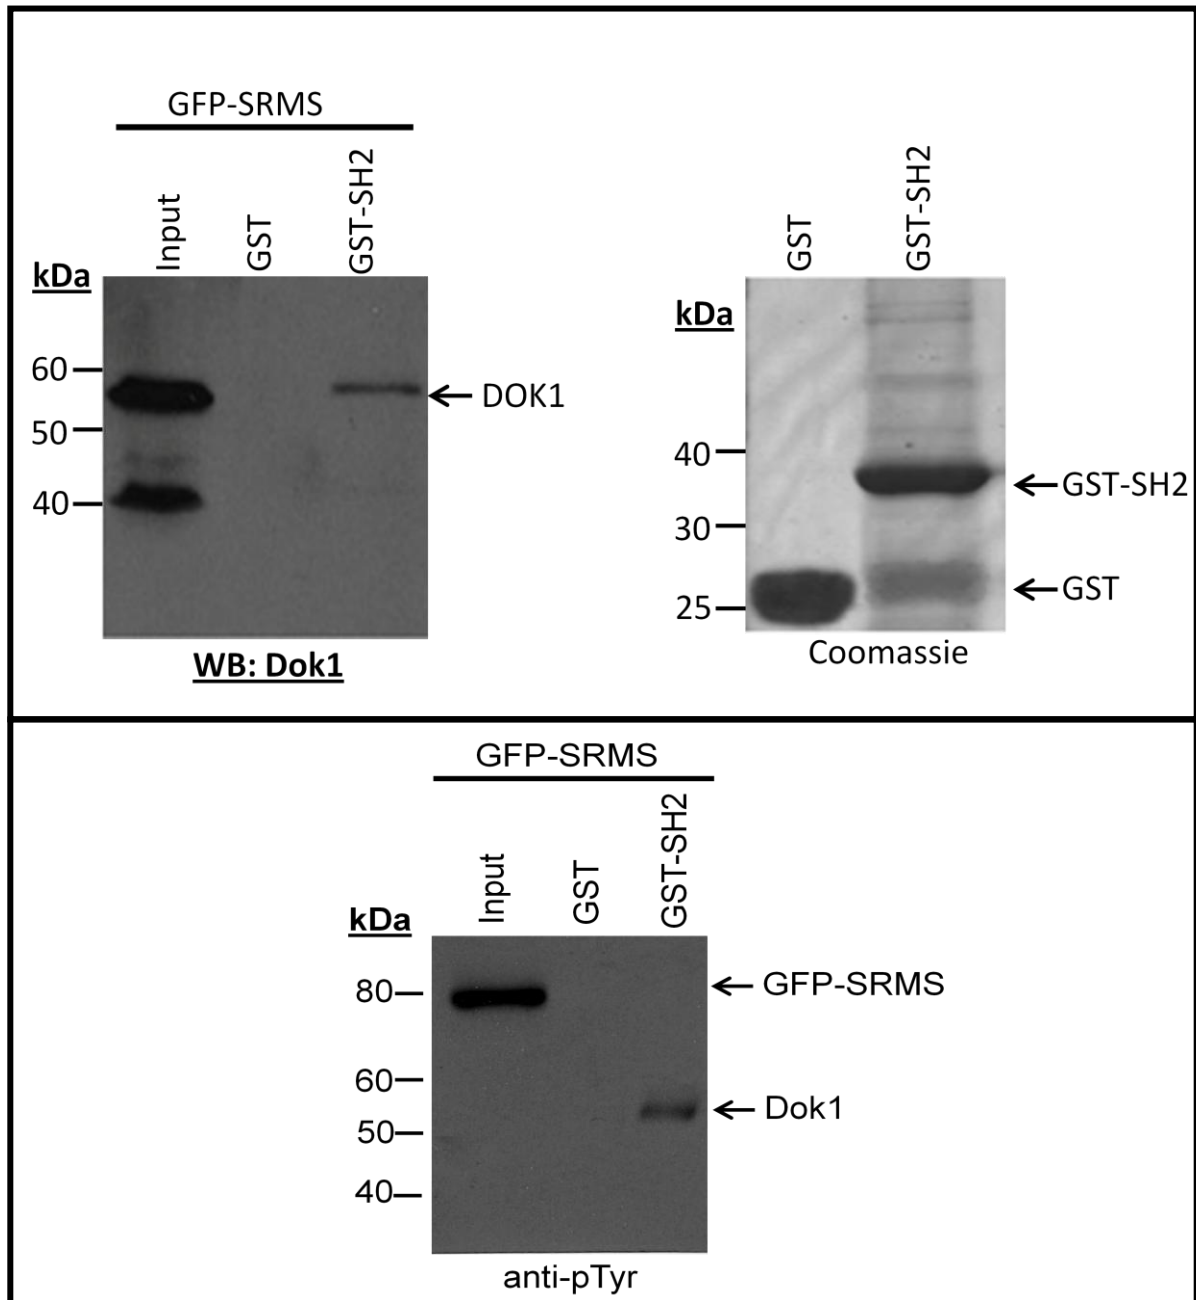 GFP-SRMS
Input
GST
GST-SH2
kDa
60
50
40
DOK1
WB: Dok1
GST
GST-SH2
kDa
40
30
25
GST-SH2
GST
Coomassie
GFP-SRMS
Input
GST
GST-SH2
kDa
80
60
50
40
GFP-SRMS
Dok1
anti-pTyr